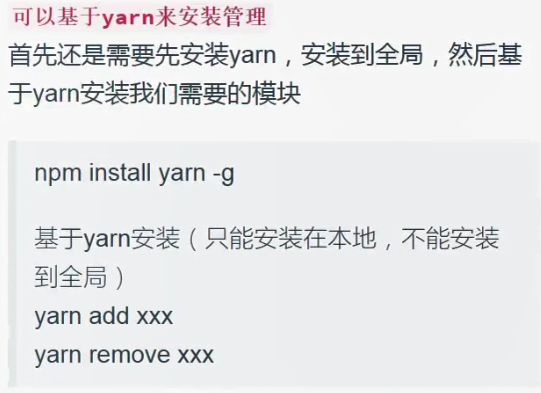 可以基于yarn来安装管理
首先还是需要先安装yarn，安装到全局，然后基
于yarn安装我们需要的模块
npm install yarn -g
基于yarn安装（只能安装在本地，不能安装
到全局）
yarn add xxx
yarn remove xxx